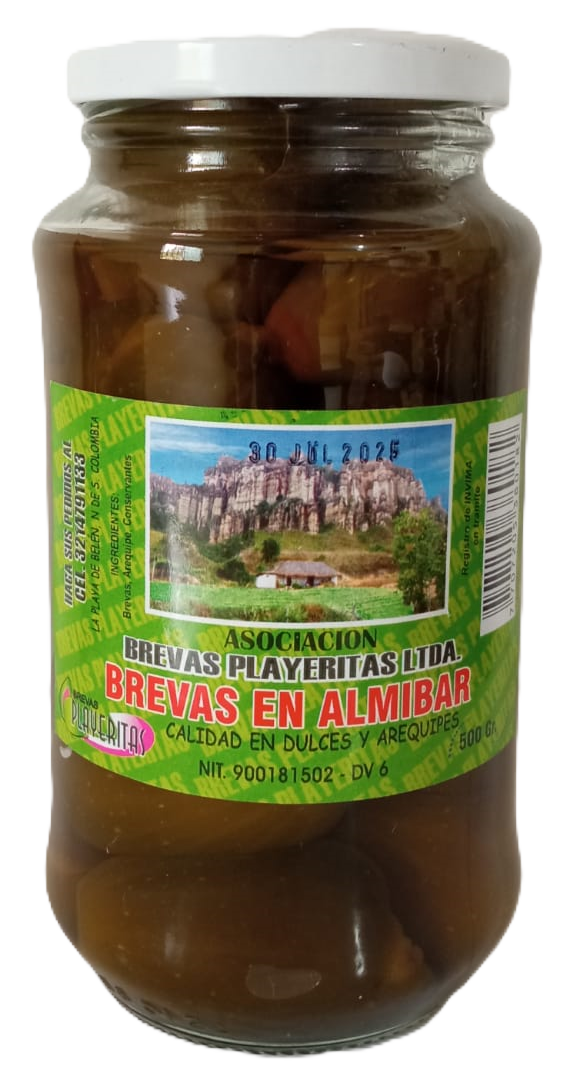 30 JUL 2025
HAGA SUS PEDIDOS AL
CEL. 3214791133
LA PLAYA DE BELEN, N DE S. COLOMBIA
INGREDIENTES:
Brevas, Arequipe, Conservantes
Registro de INVIMA
en tramite
ASOCIACION
BREVAS PLAYERITAS LTDA.
BREVAS EN ALMIBAR
CALIDAD EN DULCES Y AREQUIPES
500 Gr
BREVAS
PLAYERITAS
NIT. 900181502 - DV 6